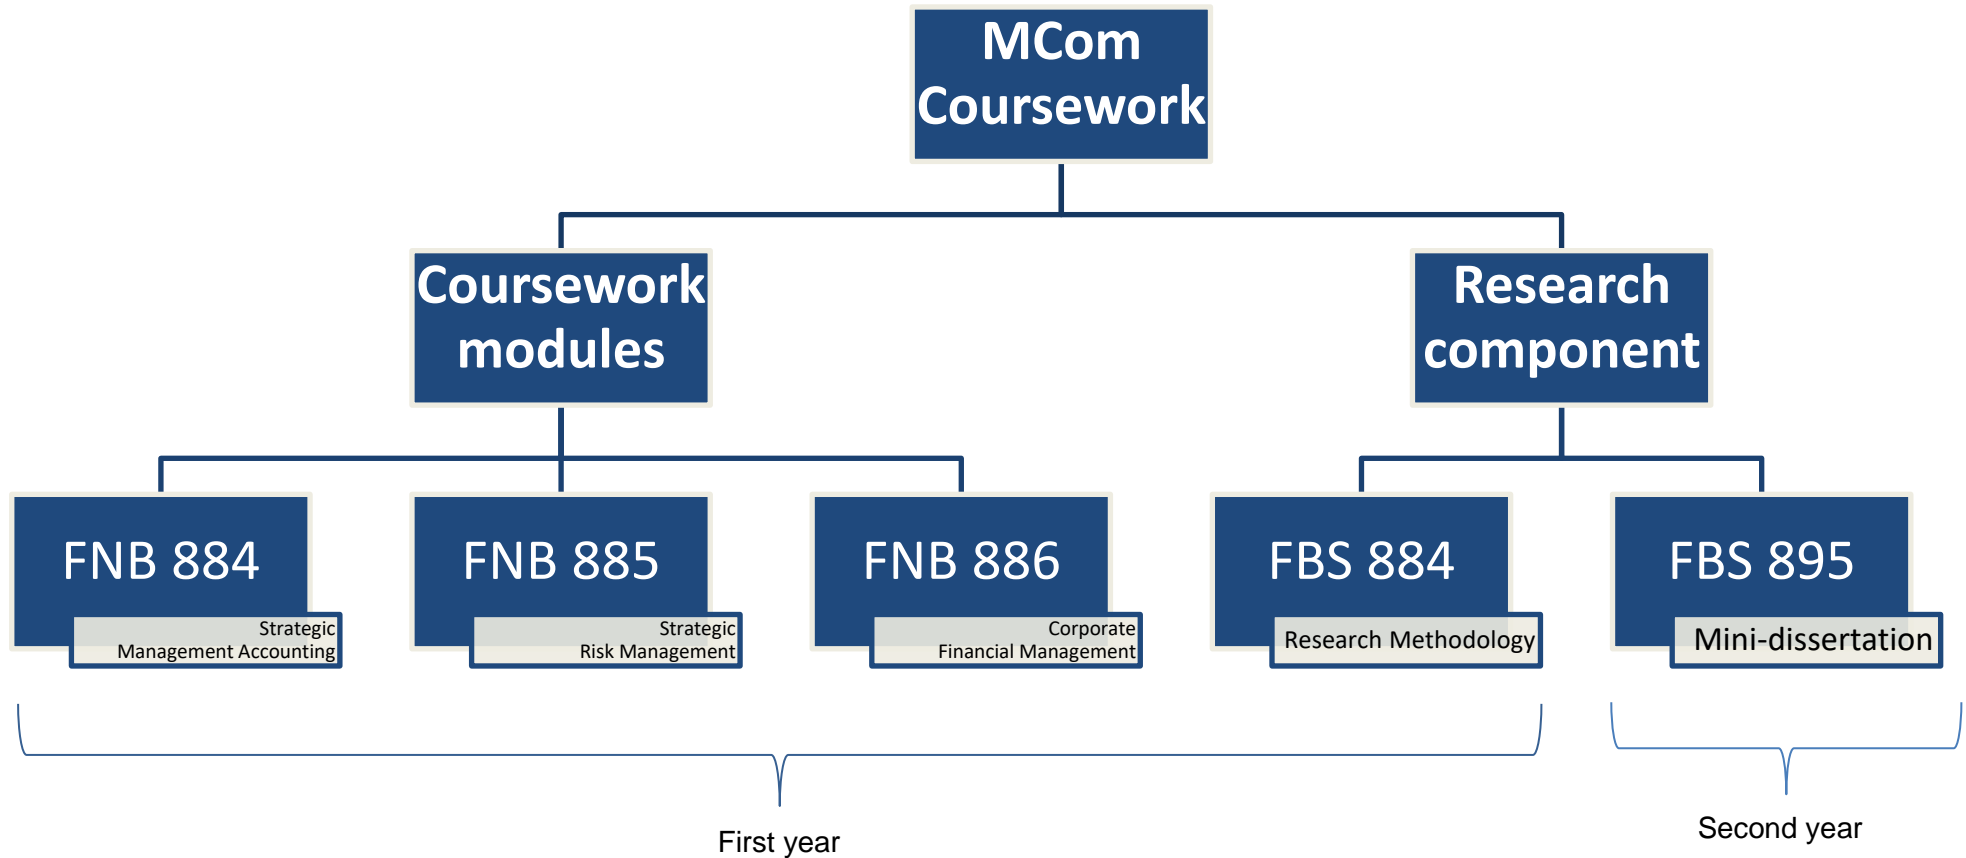 MCom
Coursework
Coursework
modules
Research
component
FNB 884
Strategic
Management Accounting
FNB 885
Strategic
Risk Management
FNB 886
Corporate
Financial Management
FBS 884
Research Methodology
FBS 895
Mini-dissertation
First year
Second year